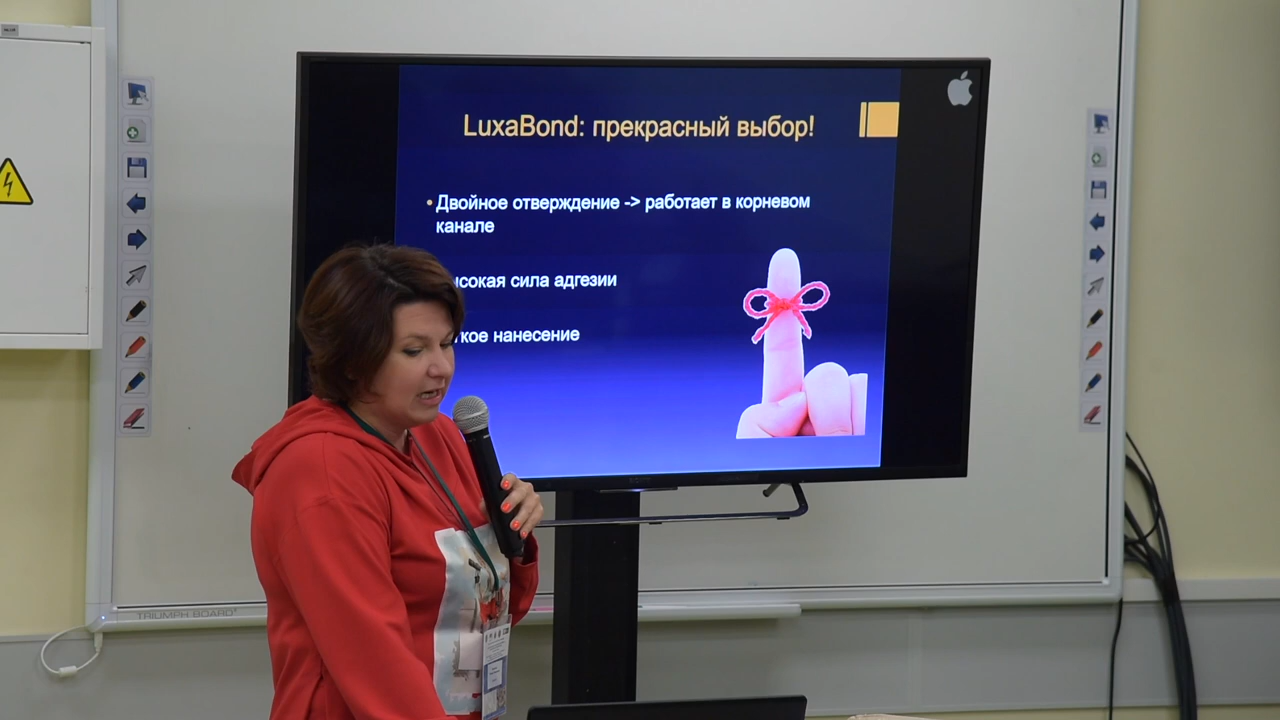 LuxaBond: прекрасный выбор!
• Двойное отверждение -> работает в корневом
канале
сокая сила адгезии
кое нанесение
TRIUMPH BOARD